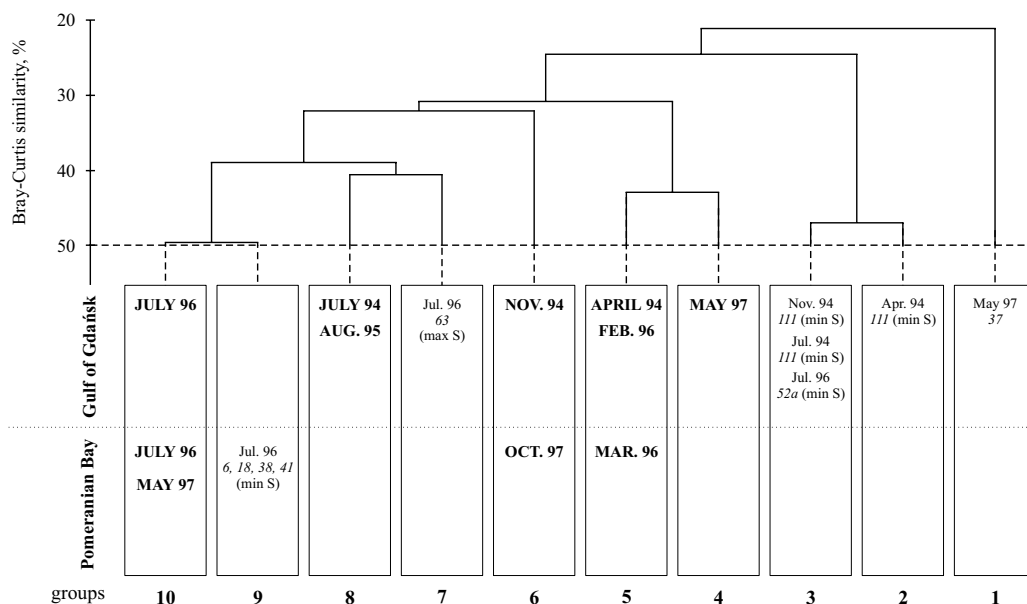 20
30
40
50
Bray-Curtis similarity, %
Gulf of Gdańsk
JULY 96
JULY 94
AUG. 95
Jul. 96
63
(max S)
NOV. 94
APRIL 94
FEB. 96
MAY 97
Nov. 94
111 (min S)
Jul. 94
111 (min S)
Jul. 96
52a (min S)
Apr. 94
111 (min S)
May 97
37
Pomeranian Bay
JULY 96
MAY 97
Jul. 96
6, 18, 38, 41
(min S)
OCT. 97
MAR. 96
groups 10 9 8 7 6 5 4 3 2 1